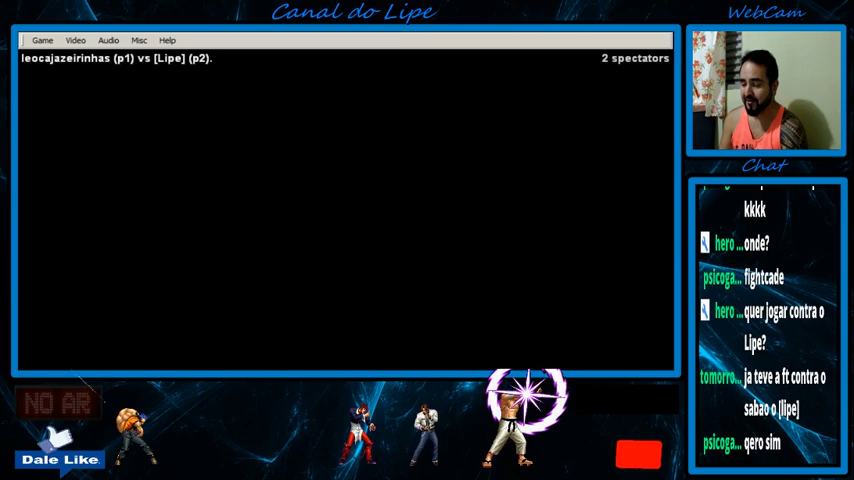 Canal do Lipe
WebCam
Game Video Audio Misc Help
leocajazeirinhas (p1) vs [Lipe] (p2).
2 spectators
Chat
kkkk
hero ...onde?
psicoga... fightcade
hero ...quer jogar contra o
Lipe?
tomorro... ja teve a ft contra o
sabao o [lipe]
psicoga... qero sim
NO AR
Dale Like.